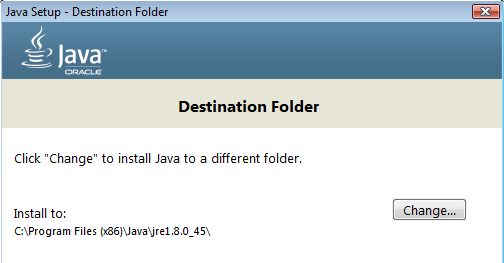 Java Setup - Destination Folder
Java™
ORACLE
Destination Folder
Click "Change" to install Java to a different folder.
Install to:
Change...
C:\Program Files (x86)\Java\jre1.8.0_45\